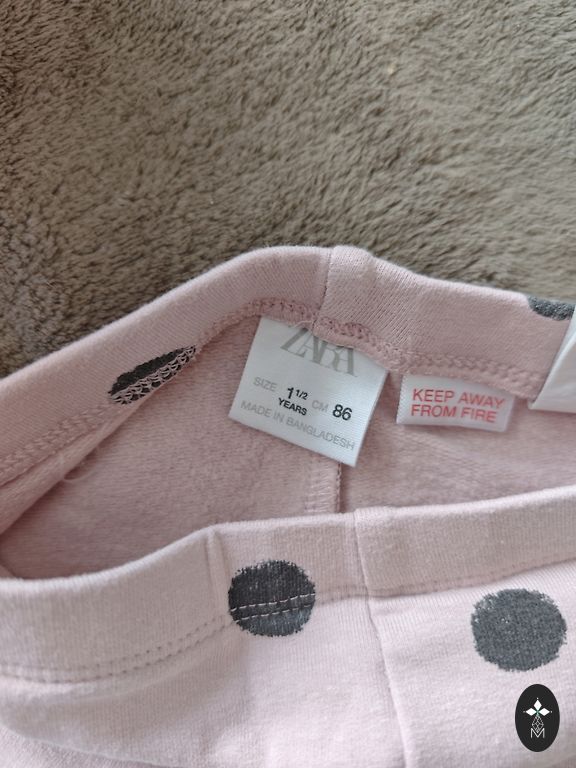 ZARA
SIZE 1 1/2 YEARS CM 86
MADE IN BANGLADESH
KEEP AWAY
FROM FIRE
M